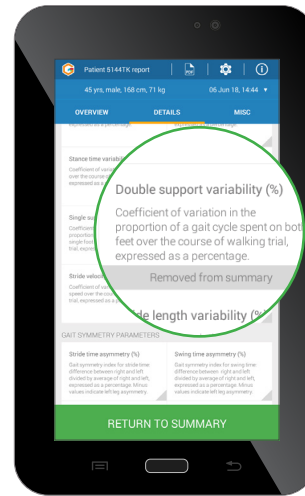 Patient 5144TK report
PDF
45 yrs, male, 168 cm, 71 kg
06 Jun 18, 14:44
OVERVIEW
DETAILS
MISC
expressed as a percentage.
Stance time variabili
Coefficient of var
over the course of
expressed as a
Single su
Coefficien
proportion
single foot
trial, expre
Stride veloc
Coefficient of va
speed over the co
trial, expressed as a
Double support variability (%)
Coefficient of variation in the
proportion of a gait cycle spent on both
feet over the course of walking trial,
expressed as a percentage.
Removed from summary
de length variability (%
GAIT SYMMETRY PARAMETERS
Stride time asymmetry (%)
Gait symmetry index for stride time:
difference between right and left
divided by average of right and left,
expressed as a percentage. Minus
values indicate left leg asymmetry.
Swing time asymmetry (%)
Gait symmetry index for swing time:
difference between right and left
divided by average of right and left,
expressed as a percentage. Minus
values indicate left leg asymmetry.
RETURN TO SUMMARY